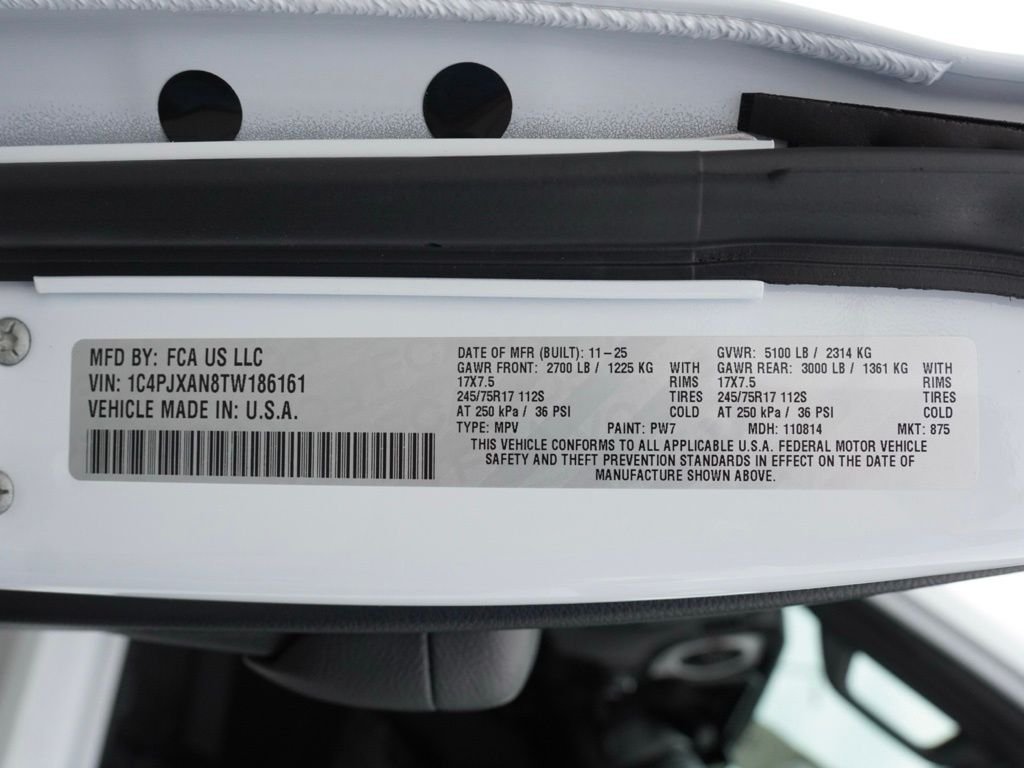 MFD BY: FCA US LLC
VIN: 1C4PJXAN8TW186161
VEHICLE MADE IN: U.S.A.
DATE OF MFR (BUILT): 11-25 GVWR: 5100 LB / 2314 KG
GAWR FRONT: 2700 LB / 1225 KG WITH GAWR REAR: 3000 LB / 1361 KG WITH
17X7.5 RIMS 17X7.5 RIMS
245/75R17 112S TIRES 245/75R17 112S TIRES
AT 250 kPa / 36 PSI COLD AT 250 kPa / 36 PSI COLD
TYPE: MPV PAINT: PW7 MDH: 110814 MKT: 875
THIS VEHICLE CONFORMS TO ALL APPLICABLE U.S.A. FEDERAL MOTOR VEHICLE
SAFETY AND THEFT PREVENTION STANDARDS IN EFFECT ON THE DATE OF
MANUFACTURE SHOWN ABOVE.